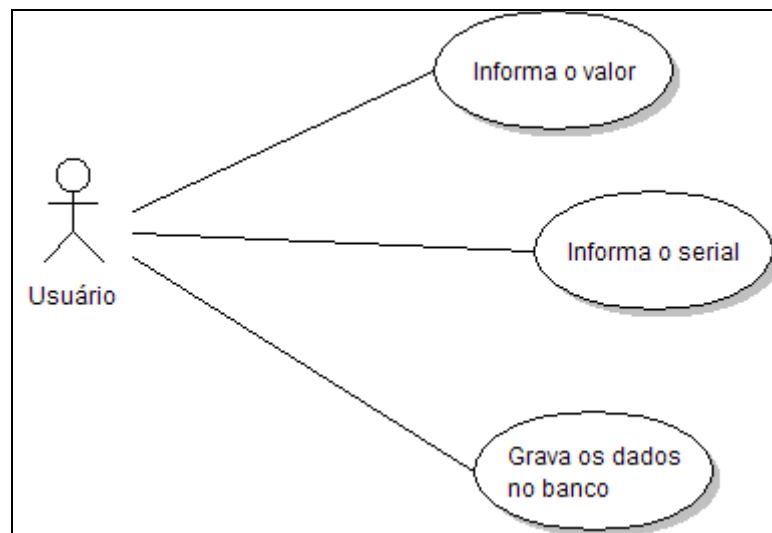 Informa o valor
Informa o serial
Usuário
Grava os dados
no banco